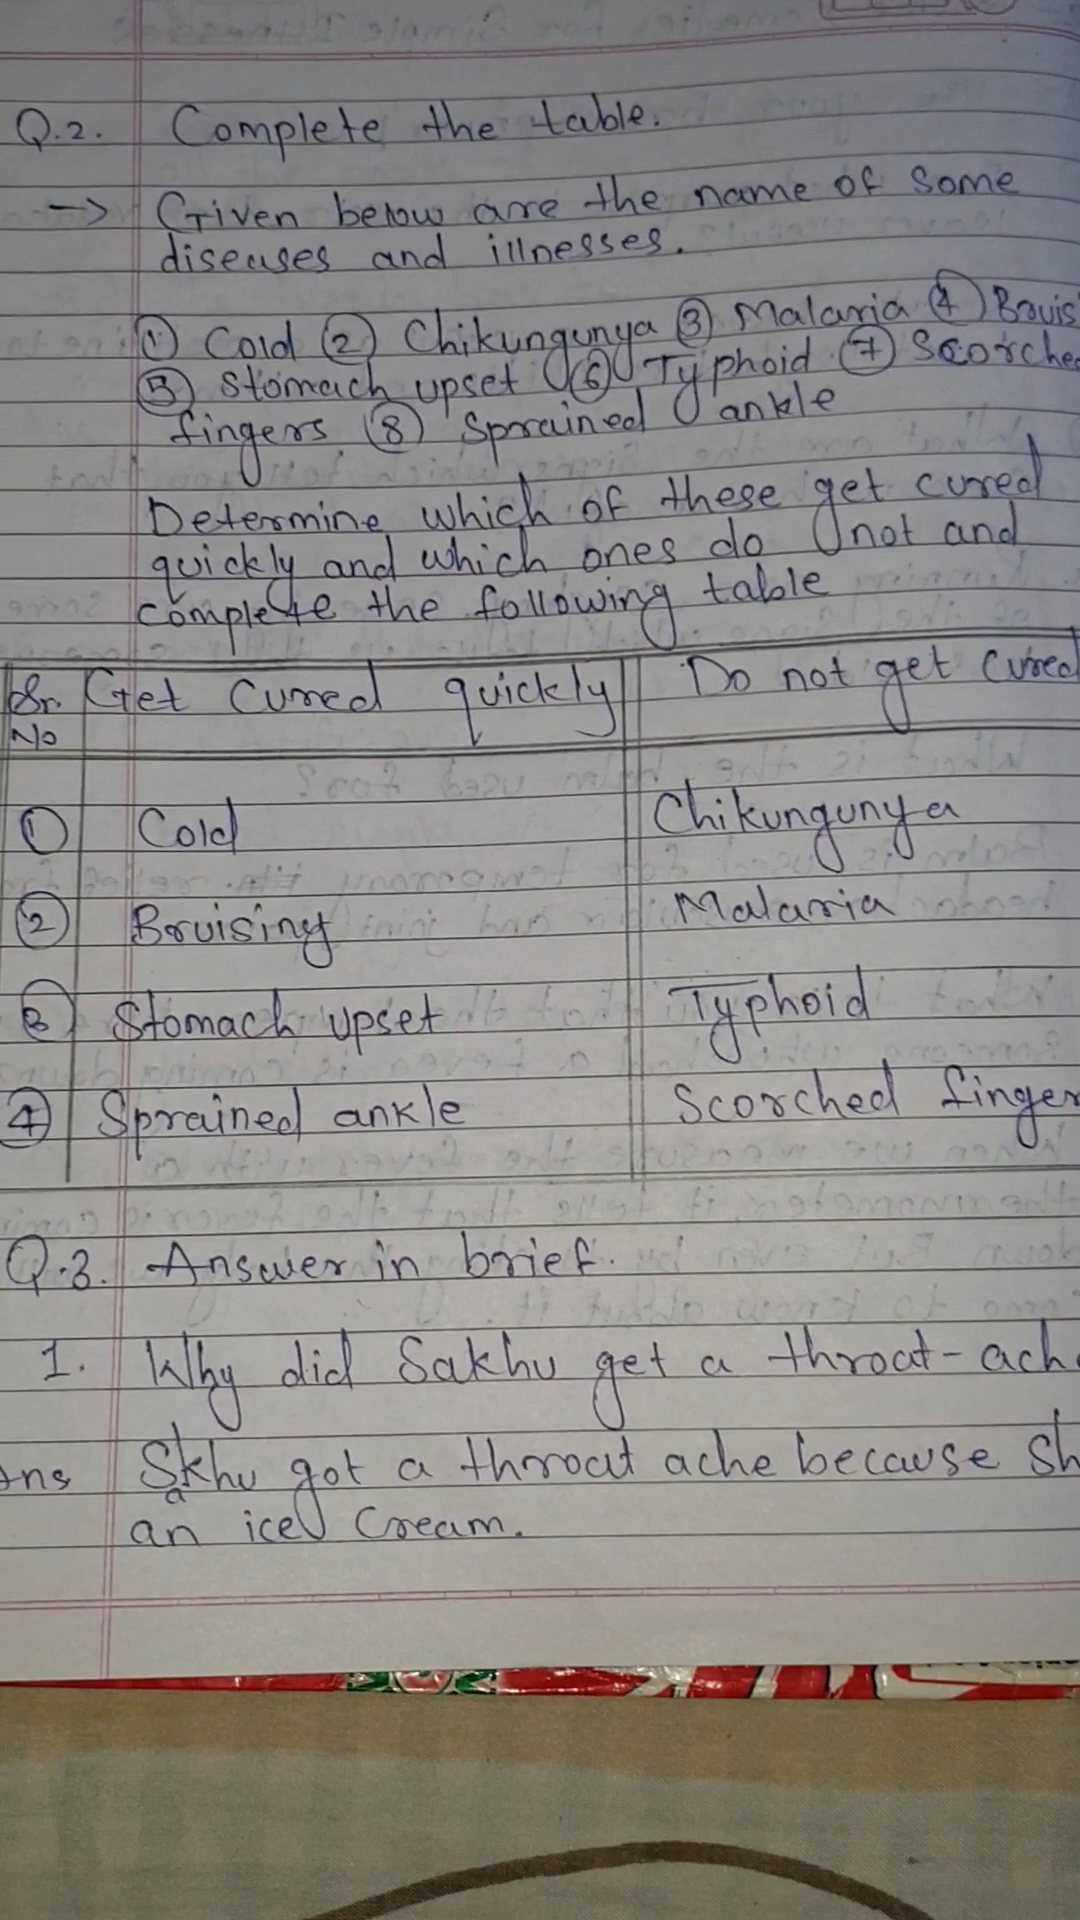 Q.2. Complete the table.
-> Given below are the name of some
diseases and illnesses.
① Cold ② Chikungunya ③ Malaria ④ Bruis
⑤ Stomach upset ⑥ Typhoid ⑦ Scorche
fingers ⑧ Sprained ankle
Determine which of these get cured
quickly and which ones do not and
complete the following table
Sr. No Get Cured quickly Do not get Cured
① Cold Chikungunya
② Bruising Malaria
③ Stomach upset Typhoid
④ Sprained ankle Scorched finger
Q.3. Answer in brief.
1. Why did Sakhu get a throat-ach
Ans Sakhu got a throat ache because sh
an ice cream.